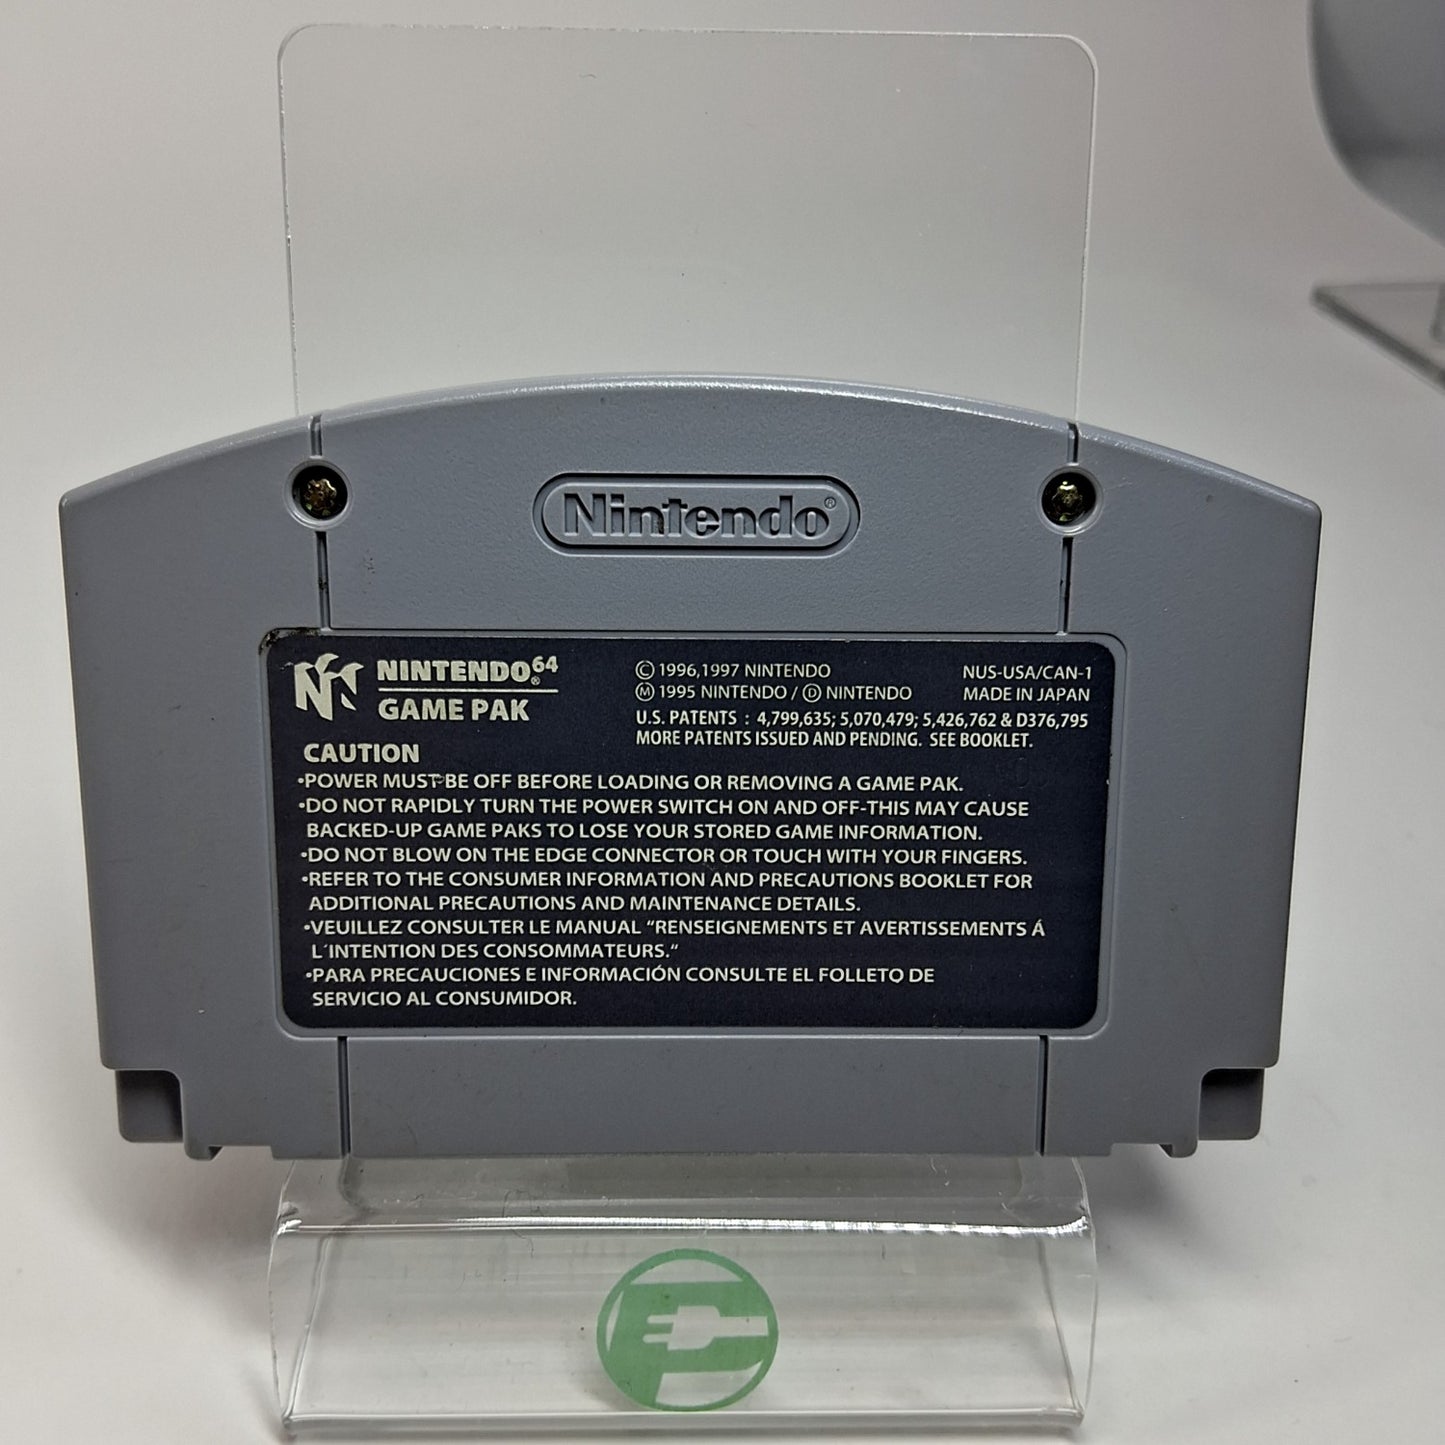 Nintendo®
NINTENDO64®
GAME PAK
© 1996,1997 NINTENDO
Ⓜ 1995 NINTENDO / Ⓓ NINTENDO
NUS-USA/CAN-1
MADE IN JAPAN
U.S. PATENTS : 4,799,635; 5,070,479; 5,426,762 & D376,795
MORE PATENTS ISSUED AND PENDING. SEE BOOKLET.
CAUTION
•POWER MUST BE OFF BEFORE LOADING OR REMOVING A GAME PAK.
•DO NOT RAPIDLY TURN THE POWER SWITCH ON AND OFF-THIS MAY CAUSE
BACKED-UP GAME PAKS TO LOSE YOUR STORED GAME INFORMATION.
•DO NOT BLOW ON THE EDGE CONNECTOR OR TOUCH WITH YOUR FINGERS.
•REFER TO THE CONSUMER INFORMATION AND PRECAUTIONS BOOKLET FOR
ADDITIONAL PRECAUTIONS AND MAINTENANCE DETAILS.
•VEUILLEZ CONSULTER LE MANUAL “RENSEIGNEMENTS ET AVERTISSEMENTS Á
L´INTENTION DES CONSOMMATEURS.“
•PARA PRECAUCIONES E INFORMACIÓN CONSULTE EL FOLLETO DE
SERVICIO AL CONSUMIDOR.